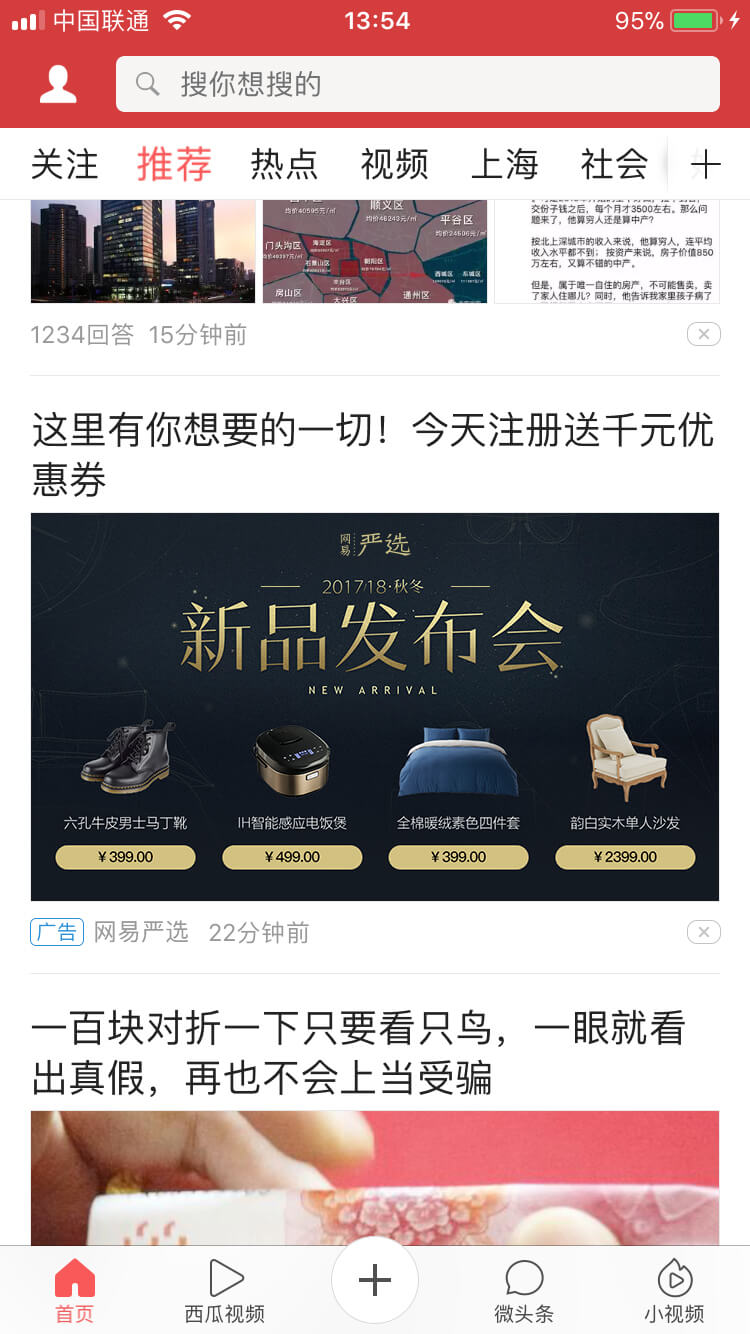 中国联通
13:54
95%
搜你想搜的
关注 推荐 热点 视频 上海 社会
均价40595元/㎡
顺义区
均价46243元/㎡
平谷区
均价24606元/㎡
门头沟区
海淀区
石景山区
朝阳区
丰台区
西城区 东城区
房山区
大兴区
通州区
交份子钱之后，每个月才3500左右。那么问
题来了，他算穷人还是算中产？
按北上深城市的收入来说，他算穷人，连平均
收入水平都不到；按资产来说，房子价值850
万左右，又算不错的中产。
但是，属于唯一自住的房产，不可能售卖，卖
了家人住哪儿？同时，他告诉我家里孩子病了
1234回答 15分钟前
这里有你想要的一切！今天注册送千元优
惠券
网易 严选
2017/18·秋冬
新品发布会
NEW ARRIVAL
六孔牛皮男士马丁靴 IH智能感应电饭煲 全棉暖绒素色四件套 韵白实木单人沙发
¥399.00 ¥499.00 ¥399.00 ¥2399.00
广告 网易严选 22分钟前
一百块对折一下只要看只鸟，一眼就看
出真假，再也不会上当受骗
首页 西瓜视频 微头条 小视频